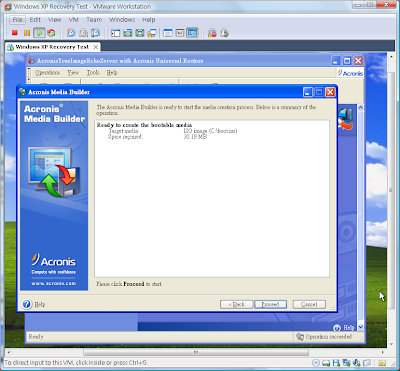 Windows XP Recovery Test - VMware Workstation
File Edit View VM Team Windows Help
Windows XP Recovery Test
AcronisTrueImageEchoServer with Acronis Universal Restore
Operations View Tools Help
Acronis
Acronis Media Builder
Acronis
Media Builder
The Acronis Media Builder is ready to start the media creation process. Below is a summary of the
operation.
Ready to create the bootable media
Target media: ISO image (C:\boot.iso)
Space required: 30.19 MB
Acronis
Compute with confidence
www.acronis.com
Please click Proceed to start.
Help
< Back Proceed Cancel
Help
Ready
Operation succeeded
To direct input to this VM, click inside or press Ctrl+G.